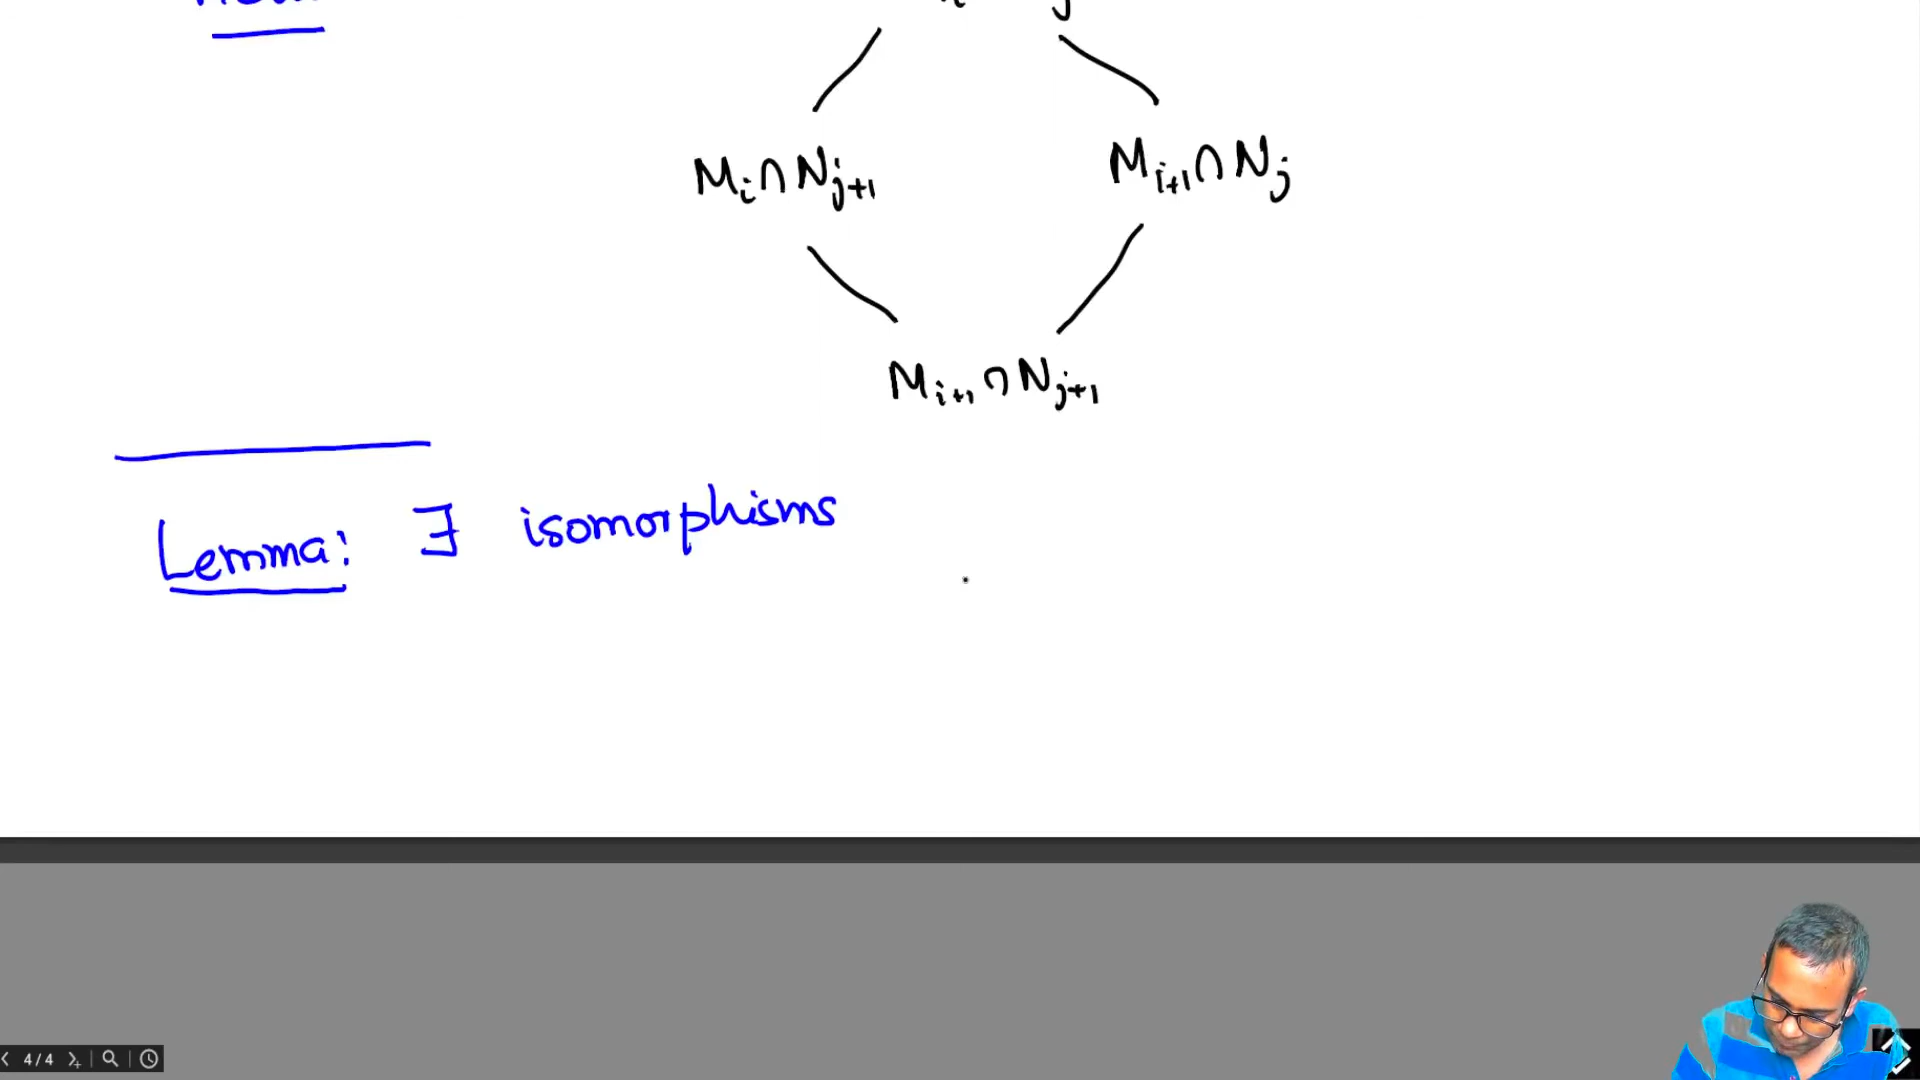 M_i ∩ N_{j+1} M_{i+1} ∩ N_j
M_{i+1} ∩ N_{j+1}
Lemma: ∃ isomorphisms
4/4